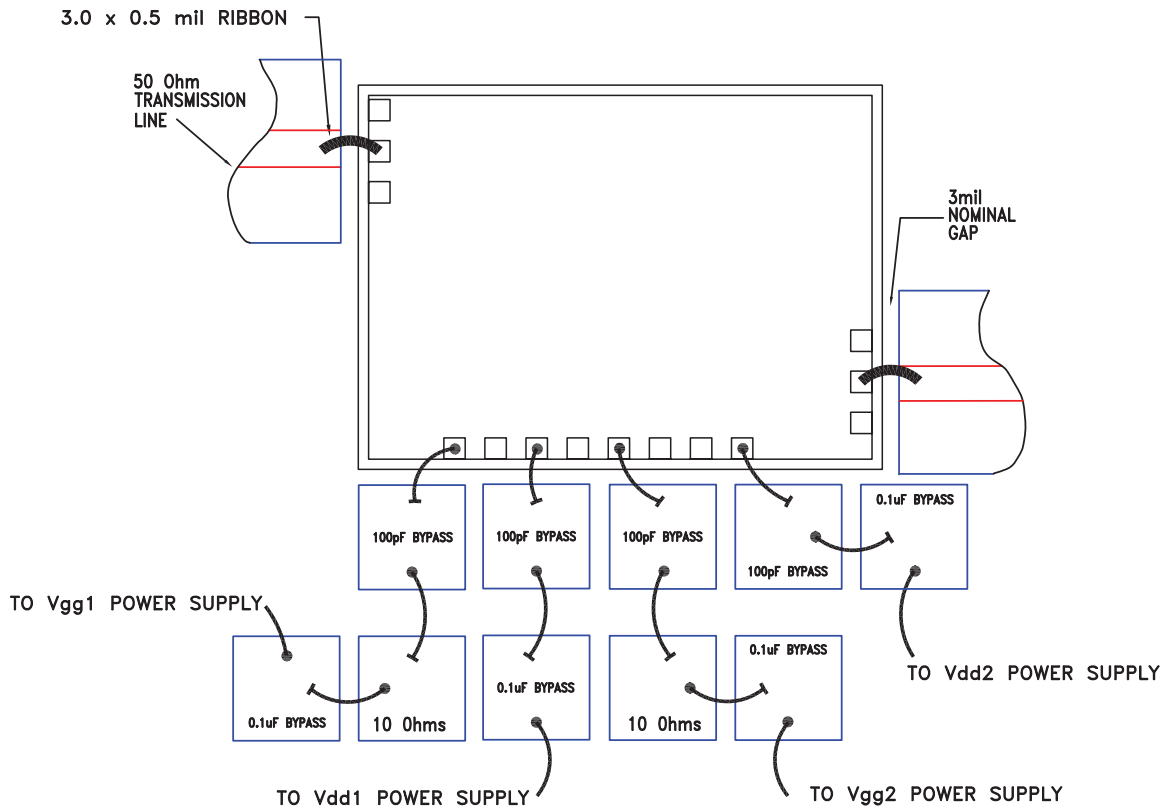 3.0 x 0.5 mil RIBBON
50 Ohm
TRANSMISSION
LINE
3mil
NOMINAL
GAP
100pF BYPASS
100pF BYPASS
100pF BYPASS
100pF BYPASS
0.1uF BYPASS
TO Vgg1 POWER SUPPLY
0.1uF BYPASS
10 Ohms
0.1uF BYPASS
10 Ohms
0.1uF BYPASS
TO Vdd2 POWER SUPPLY
TO Vdd1 POWER SUPPLY
TO Vgg2 POWER SUPPLY